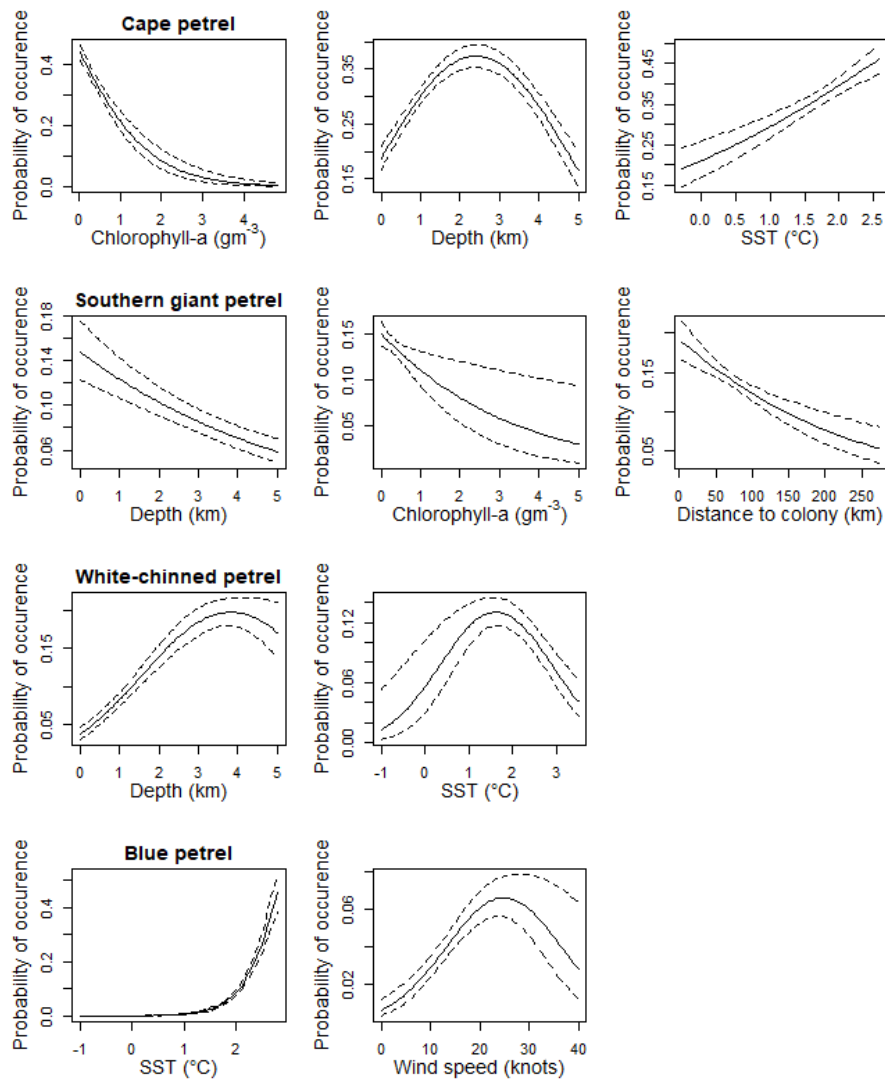 Cape petrel
Probability of occurence
0.0 0.2 0.4
0 1 2 3 4
Chlorophyll-a (gm-3)
Probability of occurence
0.15 0.25 0.35
0 1 2 3 4 5
Depth (km)
Probability of occurence
0.15 0.25 0.35 0.45
0.0 0.5 1.0 1.5 2.0 2.5
SST (°C)
Southern giant petrel
Probability of occurence
0.06 0.10 0.14 0.18
0 1 2 3 4 5
Depth (km)
Probability of occurence
0.05 0.10 0.15
0 1 2 3 4 5
Chlorophyll-a (gm-3)
Probability of occurence
0.05 0.15
0 50 100 150 200 250
Distance to colony (km)
White-chinned petrel
Probability of occurence
0.05 0.15
0 1 2 3 4 5
Depth (km)
Probability of occurence
0.00 0.06 0.12
-1 0 1 2 3
SST (°C)
Blue petrel
Probability of occurence
0.0 0.2 0.4
-1 0 1 2
SST (°C)
Probability of occurence
0.02 0.06
0 10 20 30 40
Wind speed (knots)